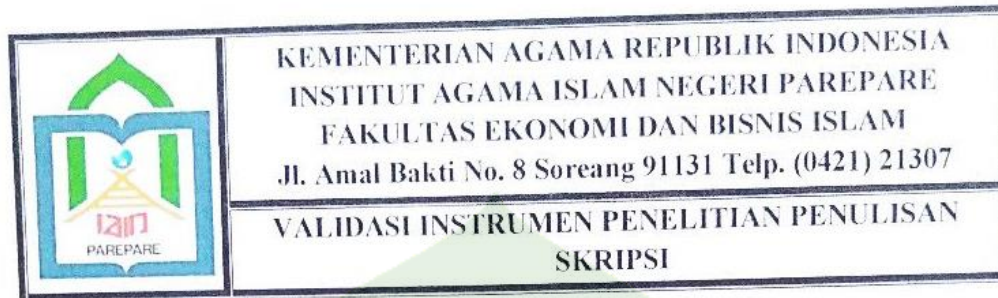 KEMENTERIAN AGAMA REPUBLIK INDONESIA
INSTITUT AGAMA ISLAM NEGERI PAREPARE
FAKULTAS EKONOMI DAN BISNIS ISLAM
Jl. Amal Bakti No. 8 Soreang 91131 Telp. (0421) 21307
VALIDASI INSTRUMEN PENELITIAN PENULISAN
SKRIPSI
iain
PAREPARE